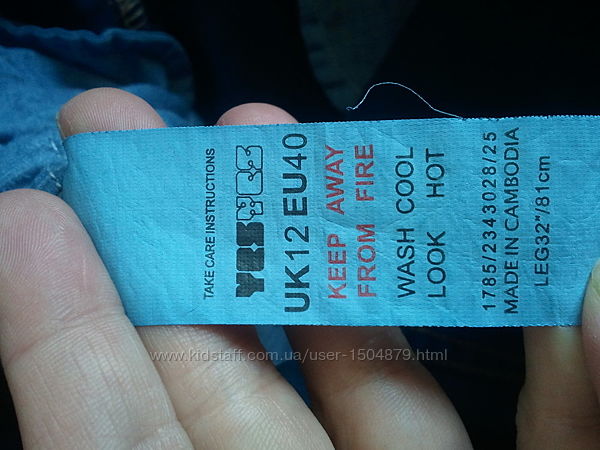 TAKE CARE INSTRUCTIONS
YESYES
UK12 EU40
KEEP AWAY
FROM FIRE
WASH COOL
LOOK HOT
1785/2343028/25
MADE IN CAMBODIA
LEG32"/81cm
www.kidstaff.com.ua/user-1504879.html